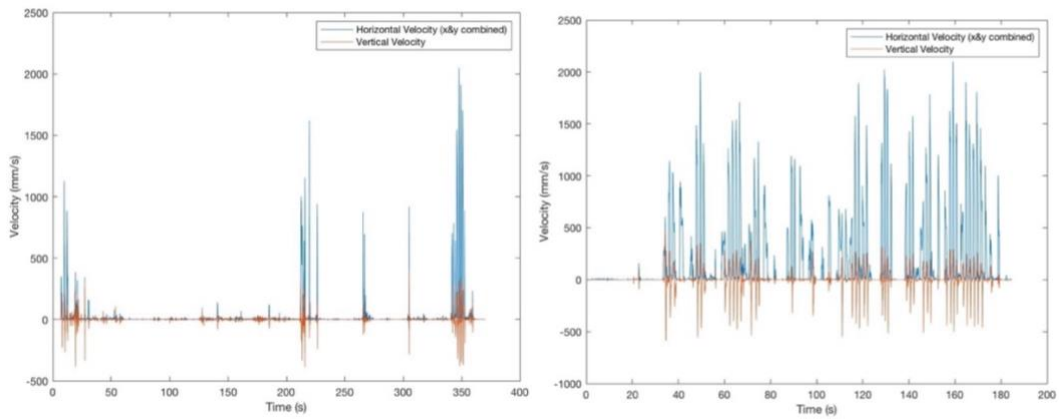 2500
2000
1500
1000
500
0
-500
Velocity (mm/s)
0 50 100 150 200 250 300 350 400
Time (s)
Horizontal Velocity (x&y combined)
Vertical Velocity
2500
2000
1500
1000
500
0
-500
-1000
Velocity (mm/s)
0 20 40 60 80 100 120 140 160 180 200
Time (s)
Horizontal Velocity (x&y combined)
Vertical Velocity